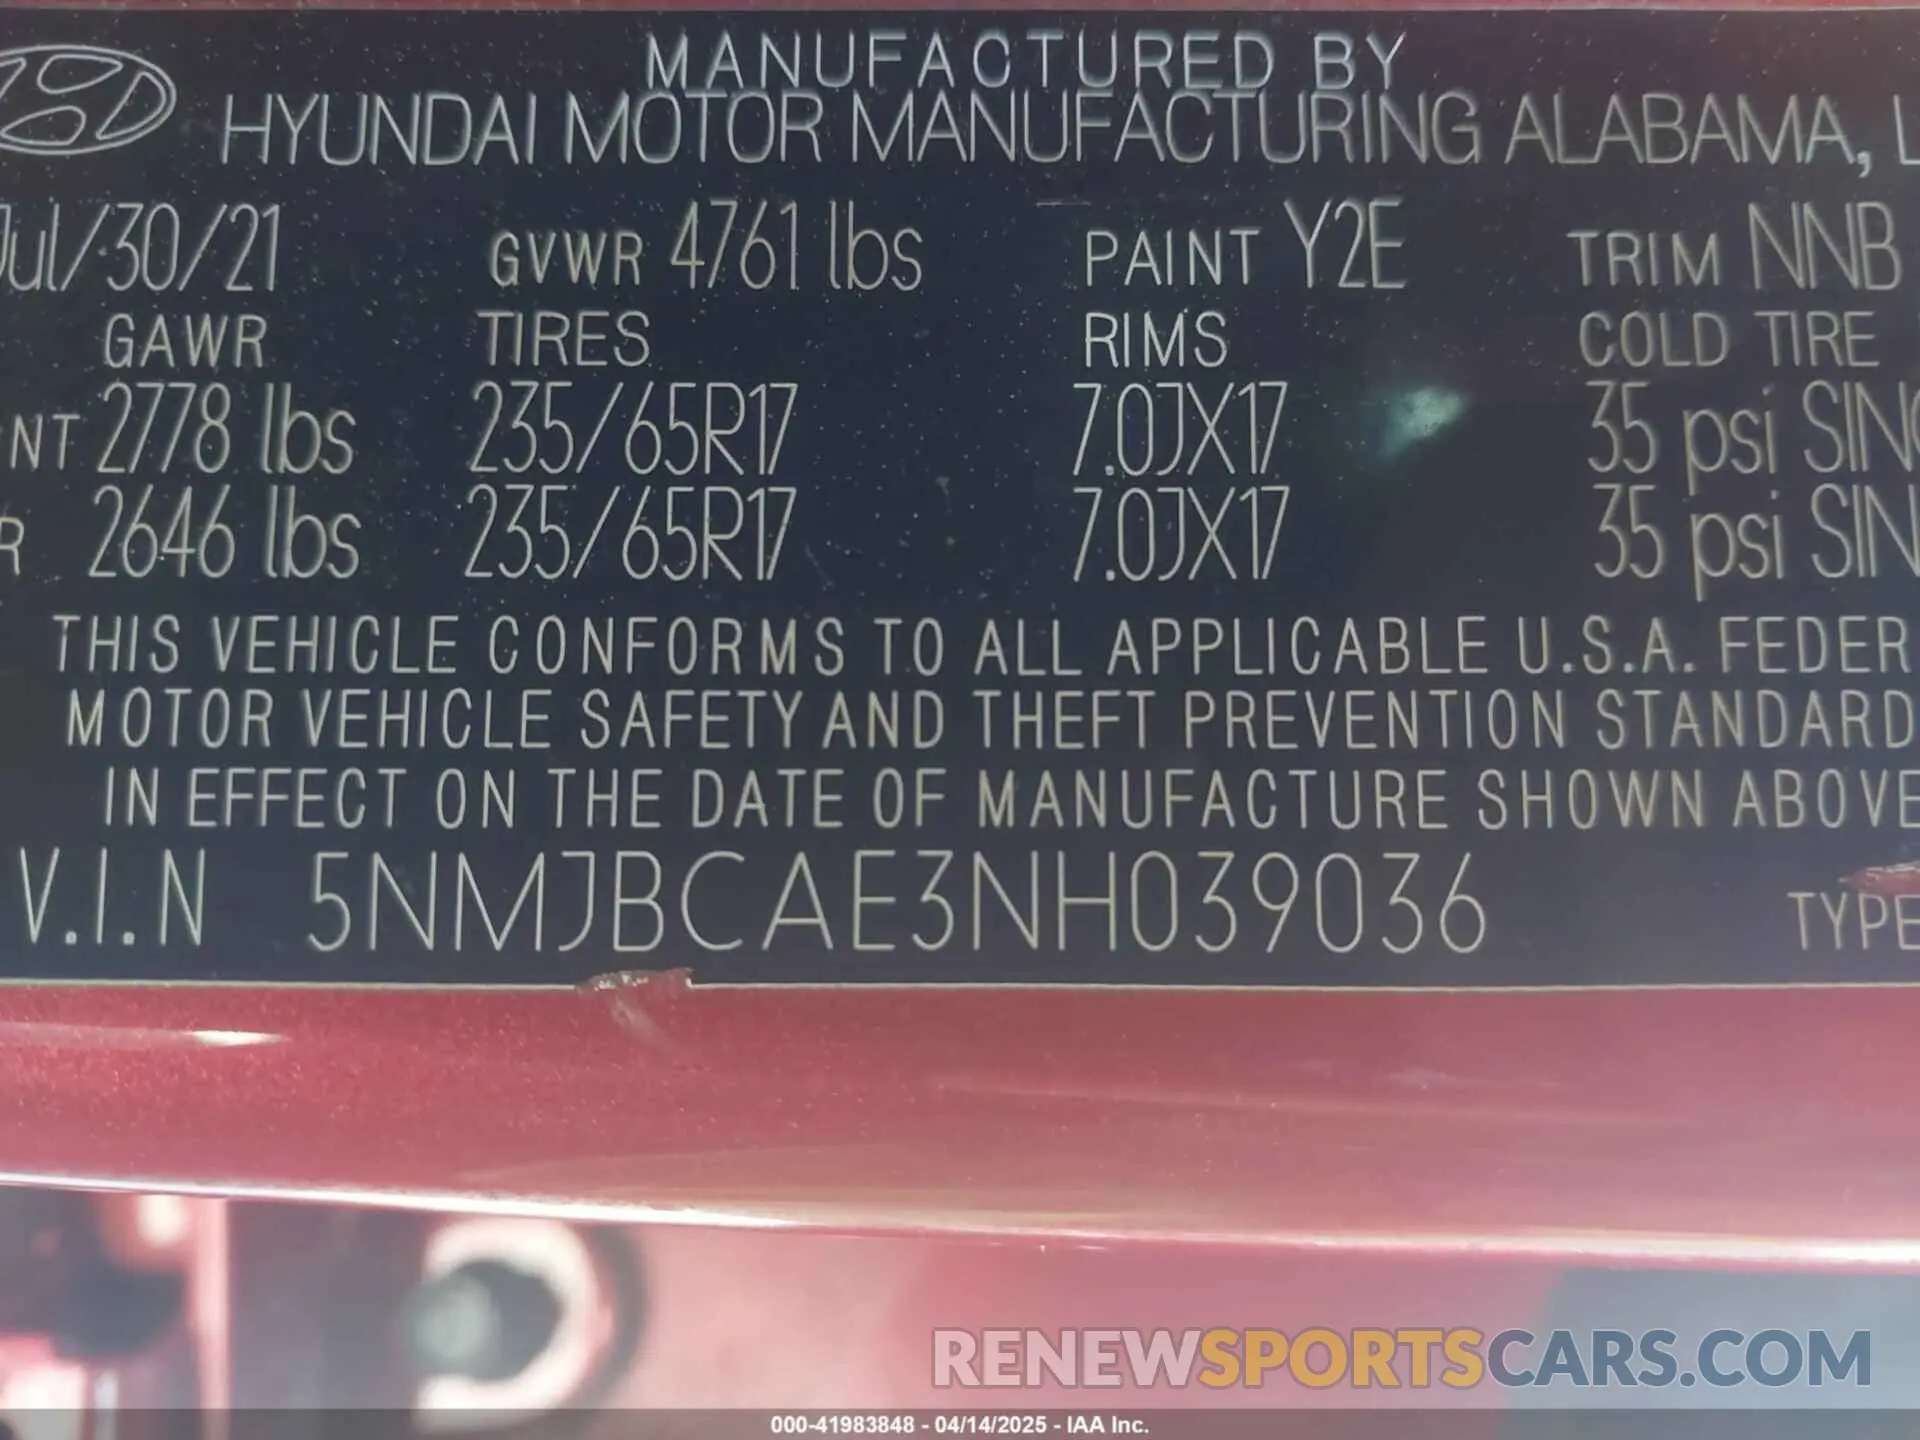 MANUFACTURED BY
HYUNDAI MOTOR MANUFACTURING ALABAMA, L
Jul/30/21 GVWR 4761 lbs PAINT Y2E TRIM NNB
GAWR TIRES RIMS COLD TIRE
NT 2778 lbs 235/65R17 7.0JX17 35 psi SING
R 2646 lbs 235/65R17 7.0JX17 35 psi SIN
THIS VEHICLE CONFORMS TO ALL APPLICABLE U.S.A. FEDER
MOTOR VEHICLE SAFETY AND THEFT PREVENTION STANDARD
IN EFFECT ON THE DATE OF MANUFACTURE SHOWN ABOVE
V.I.N 5NMJBCAE3NH039036 TYPE
RENEWSPORTSCARS.COM
000-41983848 - 04/14/2025 - IAA Inc.